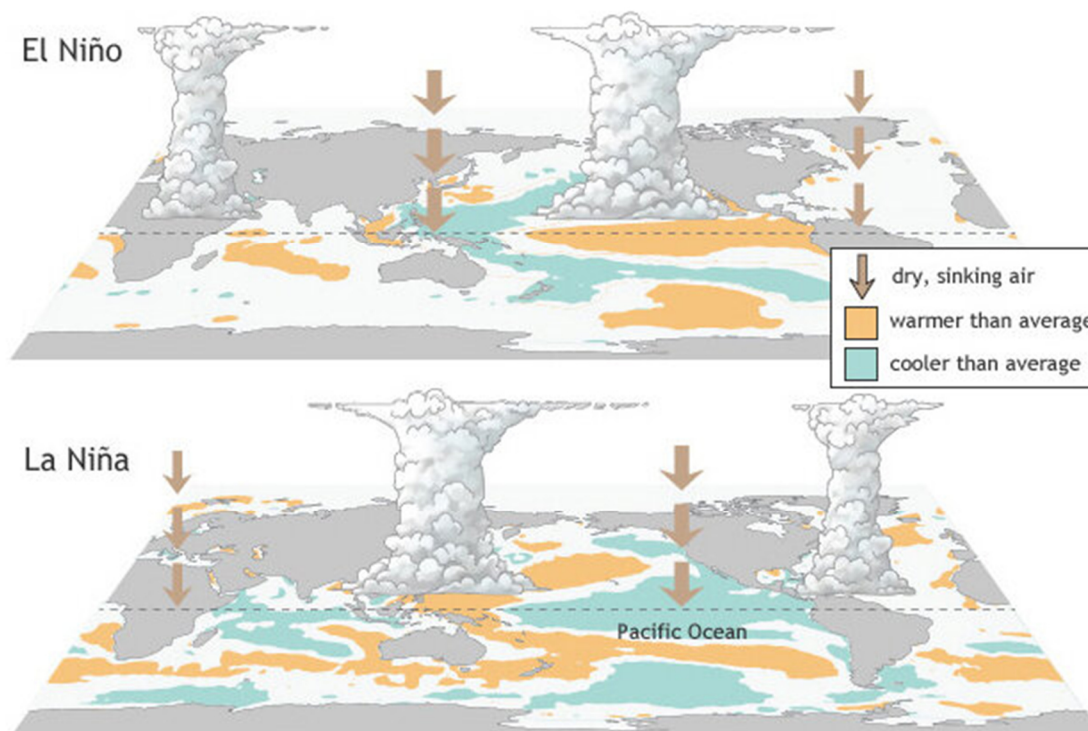 El Niño
dry, sinking air
warmer than average
cooler than average
La Niña
Pacific Ocean